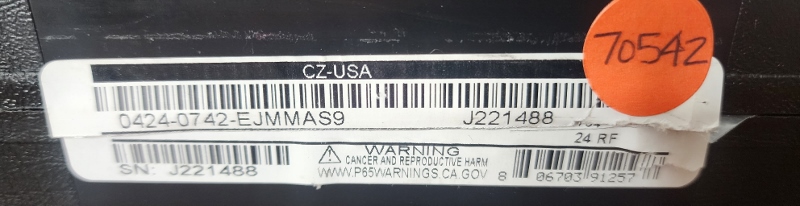 70542
CZ-USA
0424-0742-EJMMAS9 J221488
24 RF
WARNING
CANCER AND REPRODUCTIVE HARM
SN: J221488 WWW.P65WARNINGS.CA.GOV 8 06703 91257